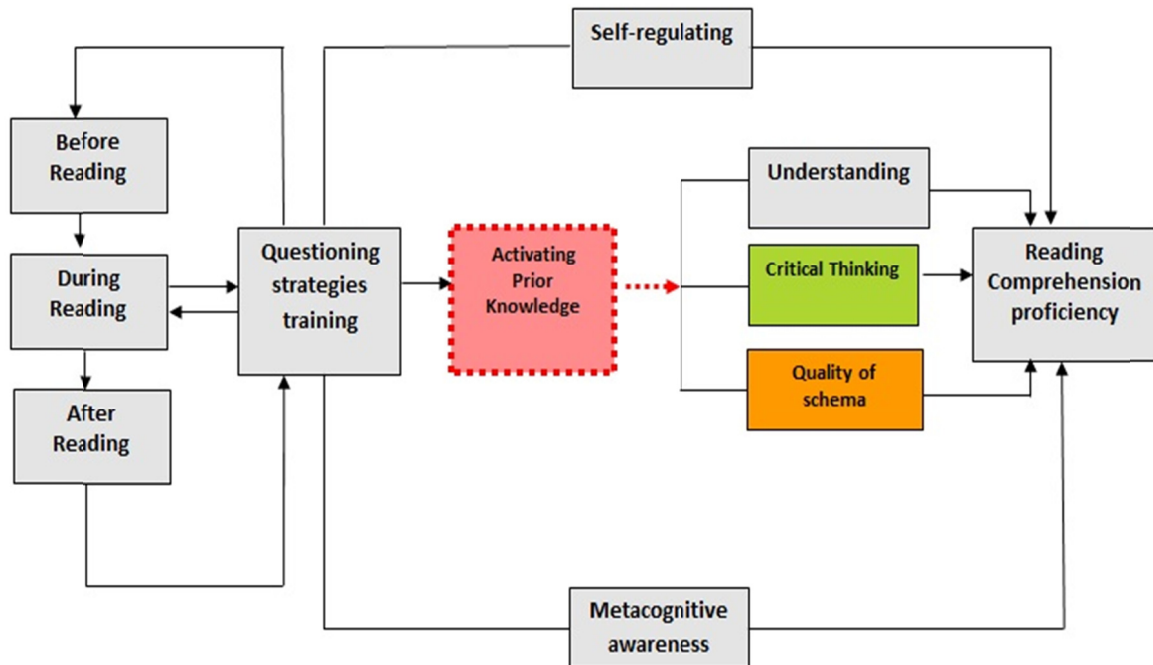 Self-regulating
Before
Reading
Understanding
Questioning
strategies
training
Activating
Prior
Knowledge
Reading
Comprehension
proficiency
During
Reading
Critical Thinking
Quality of
schema
After
Reading
Metacognitive
awareness